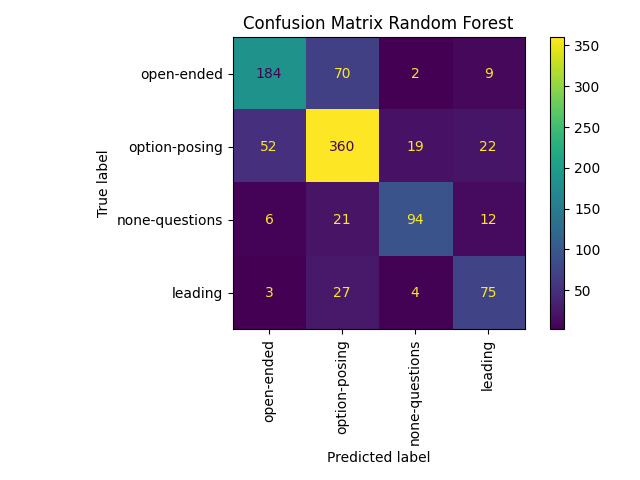 Confusion Matrix Random Forest
True label
open-ended 184 70 2 9
option-posing 52 360 19 22
none-questions 6 21 94 12
leading 3 27 4 75
open-ended option-posing none-questions leading
Predicted label
350
300
250
200
150
100
50